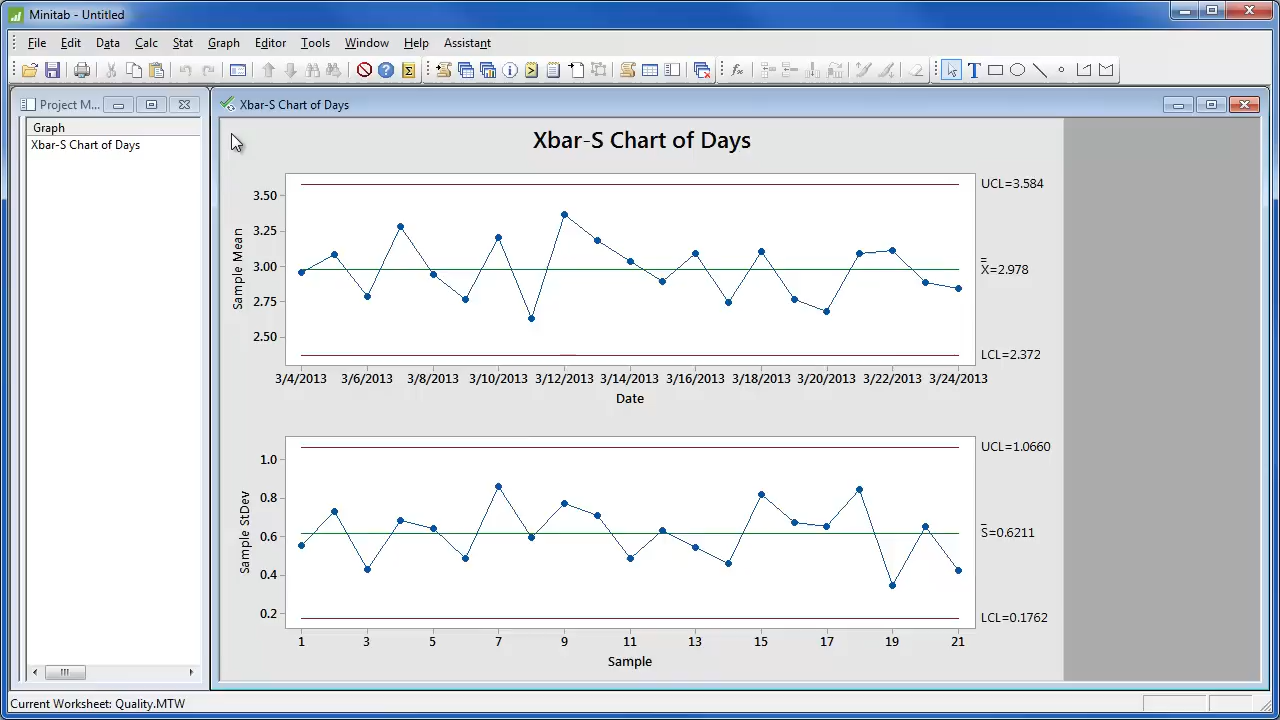 Minitab - Untitled
File Edit Data Calc Stat Graph Editor Tools Window Help Assistant
Project M...
Xbar-S Chart of Days
Graph
Xbar-S Chart of Days
Xbar-S Chart of Days
Sample Mean
3.50
3.25
3.00
2.75
2.50
UCL=3.584
X=2.978
LCL=2.372
3/4/2013 3/6/2013 3/8/2013 3/10/2013 3/12/2013 3/14/2013 3/16/2013 3/18/2013 3/20/2013 3/22/2013 3/24/2013
Date
Sample StDev
1.0
0.8
0.6
0.4
0.2
UCL=1.0660
S=0.6211
LCL=0.1762
1 3 5 7 9 11 13 15 17 19 21
Sample
Current Worksheet: Quality.MTW